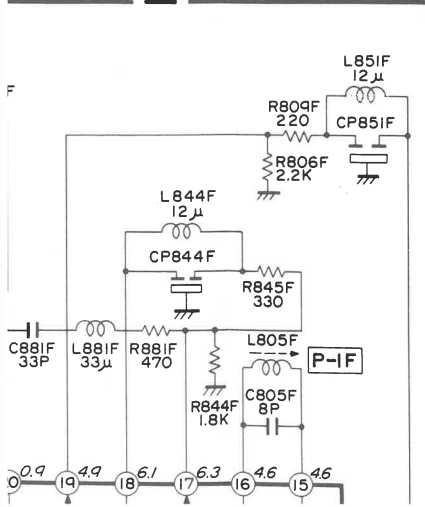 L851F
12μ
F
R809F
220
CP851F
R806F
2.2K
L844F
12μ
CP844F
R845F
330
L805F
P-1F
C881F
33P
L881F
33μ
R881F
470
R844F
1.8K
C805F
8P
20 0.9 19 4.9 18 6.1 17 6.3 16 4.6 15 4.6